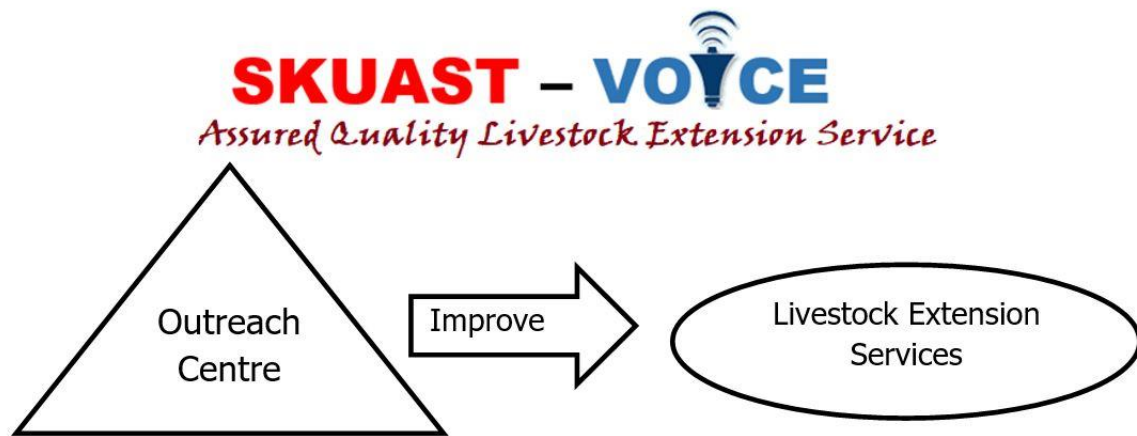 SKUAST – VOICE
Assured Quality Livestock Extension Service
Outreach
Centre
Improve
Livestock Extension
Services